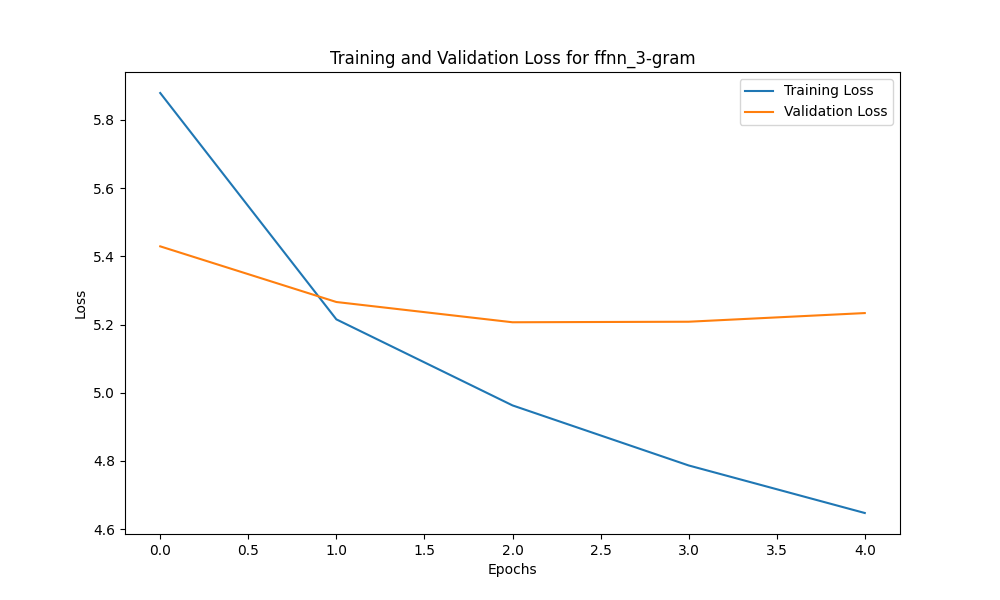 Training and Validation Loss for ffnn_3-gram
Training Loss
Validation Loss
Loss
5.8
5.6
5.4
5.2
5.0
4.8
4.6
0.0 0.5 1.0 1.5 2.0 2.5 3.0 3.5 4.0
Epochs